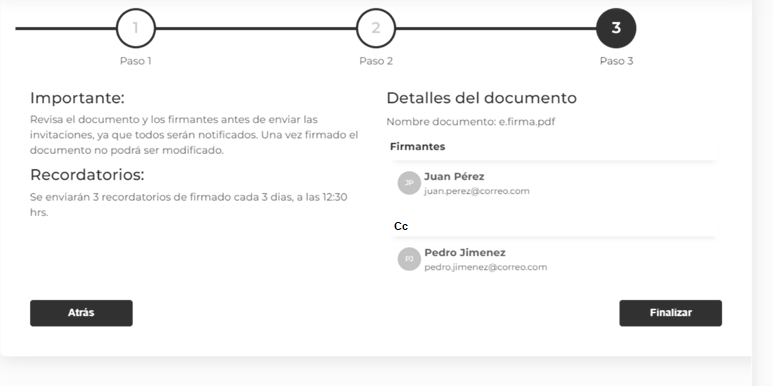 1
2
3
Paso 1
Paso 2
Paso 3
Importante:
Revisa el documento y los firmantes antes de enviar las
invitaciones, ya que todos serán notificados. Una vez firmado el
documento no podrá ser modificado.
Recordatorios:
Se enviarán 3 recordatorios de firmado cada 3 dias, a las 12:30
hrs.
Detalles del documento
Nombre documento: e.firma.pdf
Firmantes
JP
Juan Pérez
juan.perez@correo.com
Cc
PJ
Pedro Jimenez
pedro.jimenez@correo.com
Atrás
Finalizar